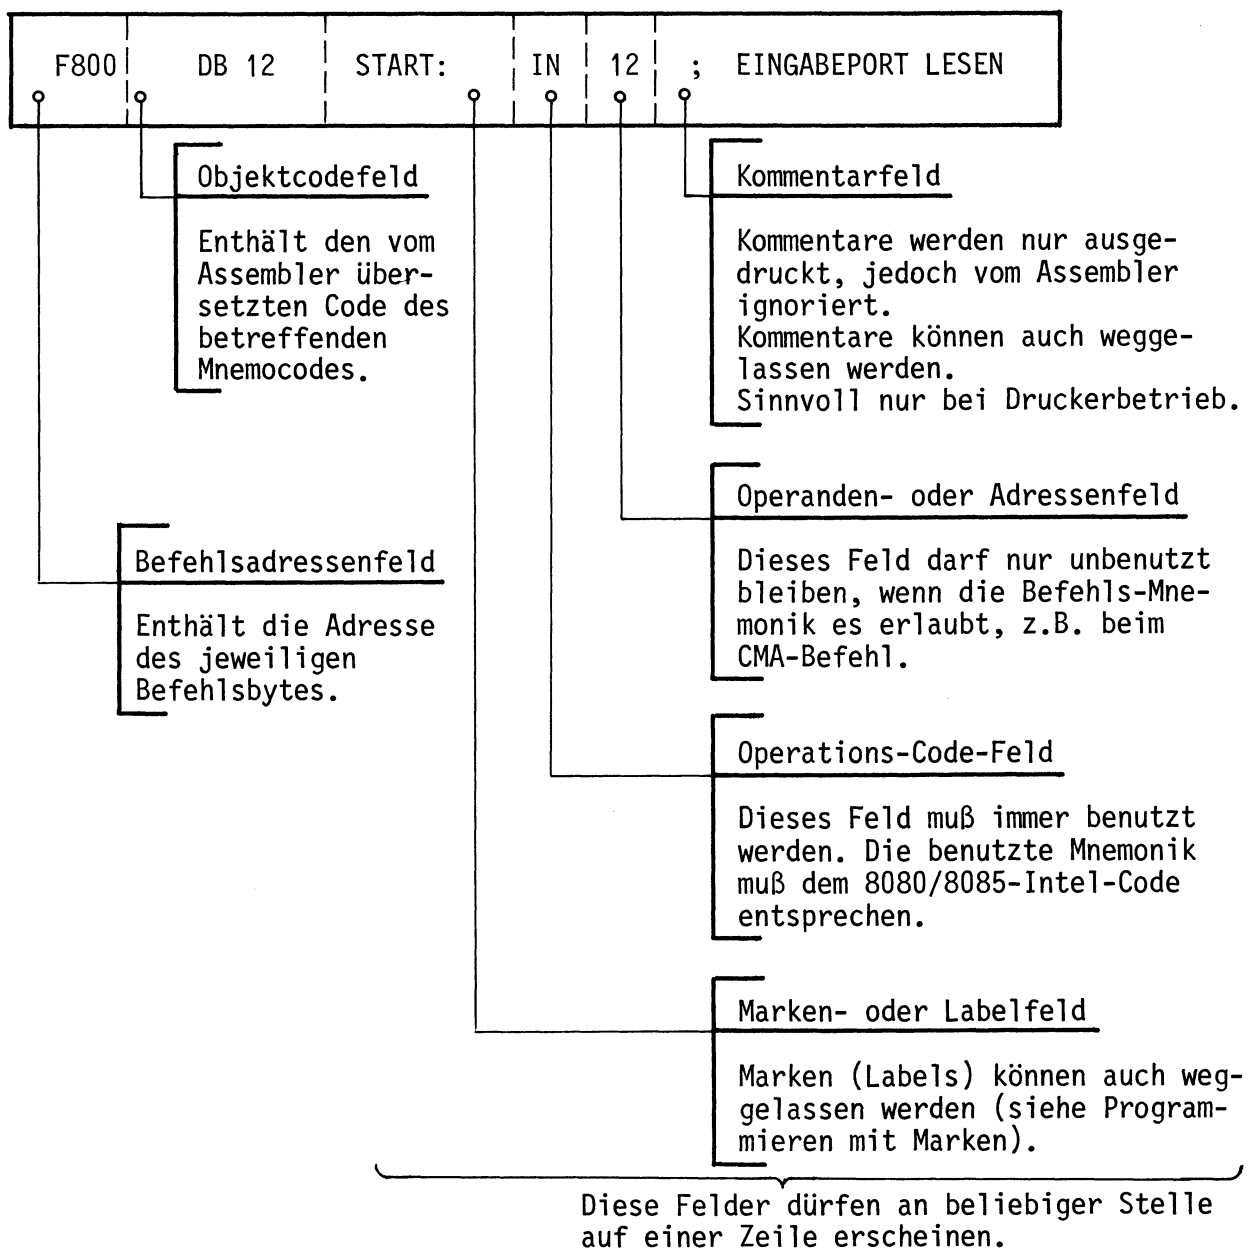 F800 DB 12 START: IN 12 ; EINGABEPORT LESEN
Objektcodefeld
Enthält den vom
Assembler über-
setzten Code des
betreffenden
Mnemocodes.
Kommentarfeld
Kommentare werden nur ausge-
druckt, jedoch vom Assembler
ignoriert.
Kommentare können auch wegge-
lassen werden.
Sinnvoll nur bei Druckerbetrieb.
Operanden- oder Adressenfeld
Dieses Feld darf nur unbenutzt
bleiben, wenn die Befehls-Mne-
monik es erlaubt, z.B. beim
CMA-Befehl.
Befehlsadressenfeld
Enthält die Adresse
des jeweiligen
Befehlsbytes.
Operations-Code-Feld
Dieses Feld muß immer benutzt
werden. Die benutzte Mnemonik
muß dem 8080/8085-Intel-Code
entsprechen.
Marken- oder Labelfeld
Marken (Labels) können auch weg-
gelassen werden (siehe Program-
mieren mit Marken).
Diese Felder dürfen an beliebiger Stelle
auf einer Zeile erscheinen.